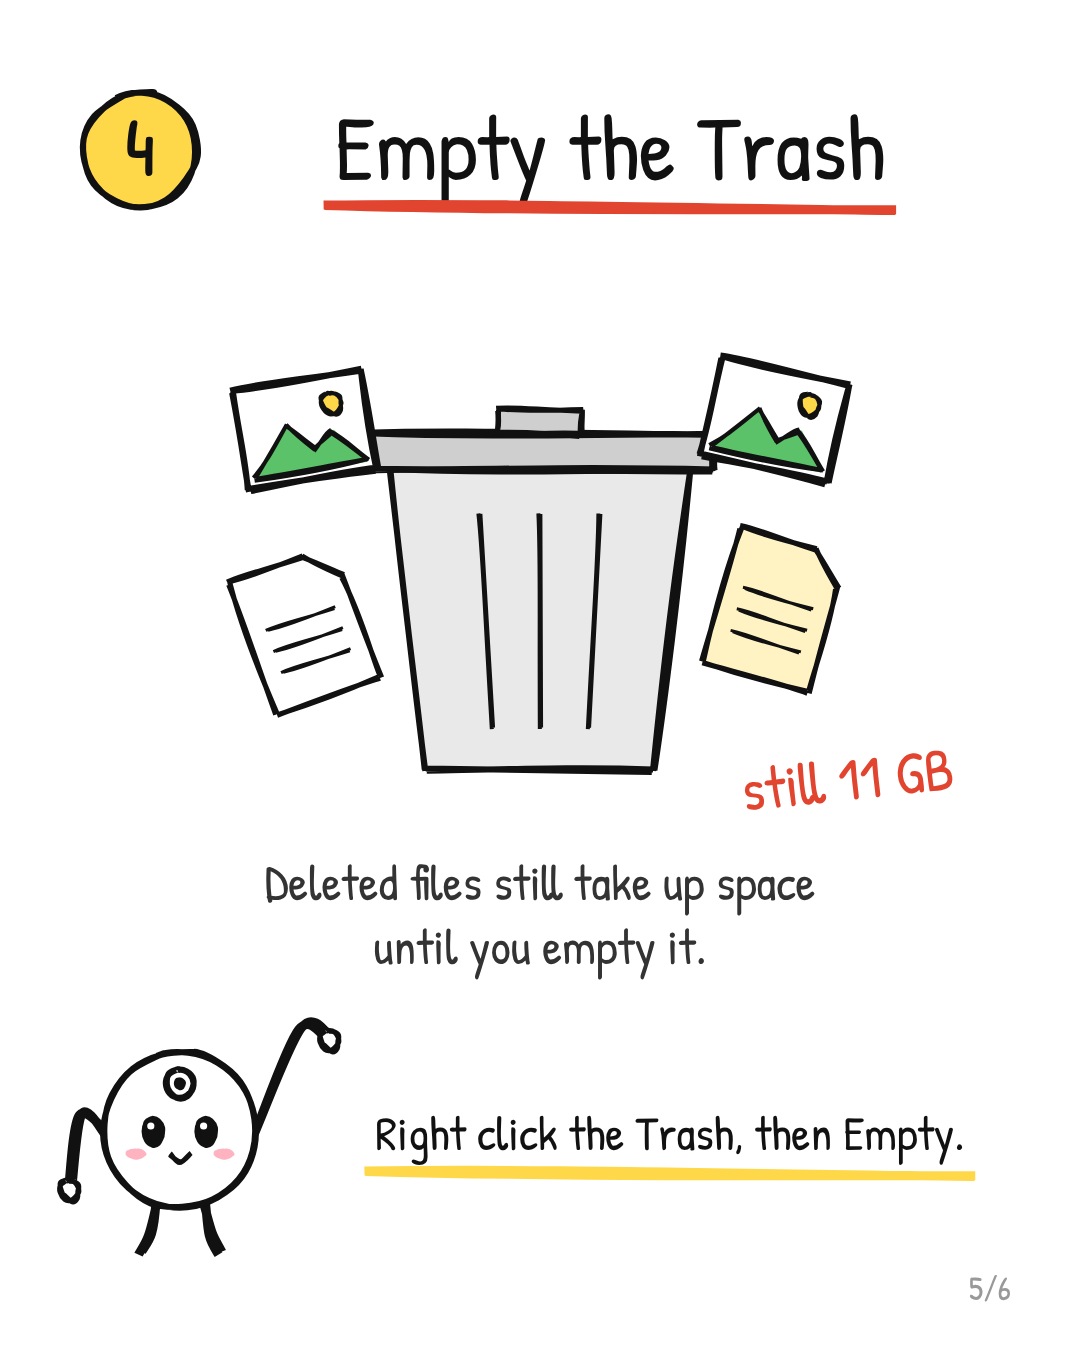 4
Empty the Trash
still 11 GB
Deleted files still take up space
until you empty it.
Right click the Trash, then Empty.
5/6